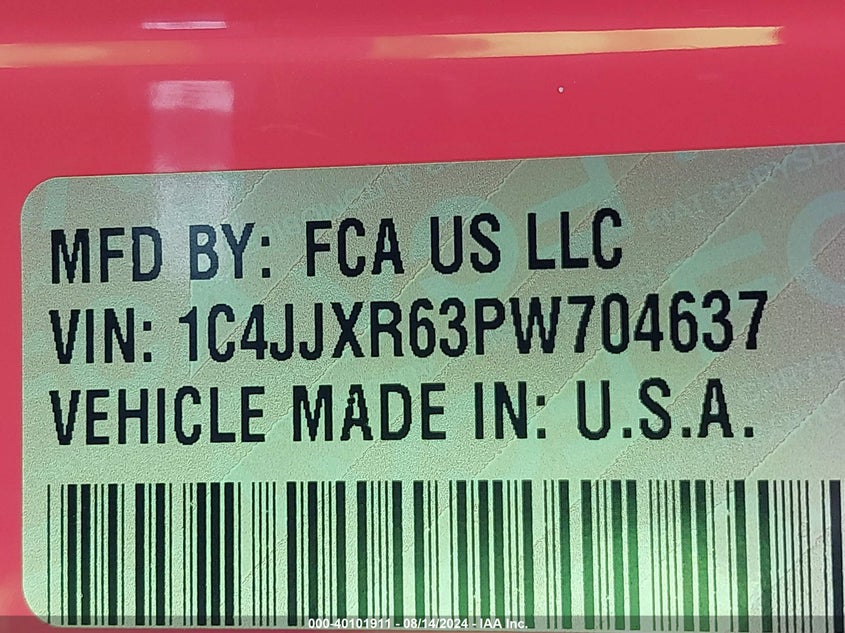 MFD BY: FCA US LLC
VIN: 1C4JJXR63PW704637
VEHICLE MADE IN: U.S.A.
000-40101911 - 08/14/2024 - IAA Inc.